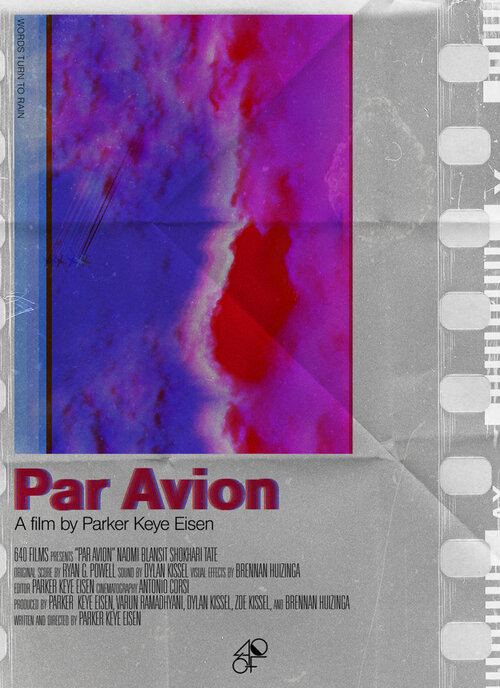 WORDS TURN TO RAIN
Par Avion
A film by Parker Keye Eisen
640 FILMS PRESENTS "PAR AVION" NAOMI BLANSIT SHOKHARI TATE
ORIGINAL SCORE BY RYAN G. POWELL SOUND BY DYLAN KISSEL VISUAL EFFECTS BY BRENNAN HUIZINGA
EDITOR PARKER KEYE EISEN CINEMATOGRAPHY ANTONIO CORSI
PRODUCED BY PARKER KEYE EISEN, VARUN RAMADHYANI, DYLAN KISSEL, ZOE KISSEL, AND BRENNAN HUIZINGA
WRITTEN AND DIRECTED BY PARKER KEYE EISEN